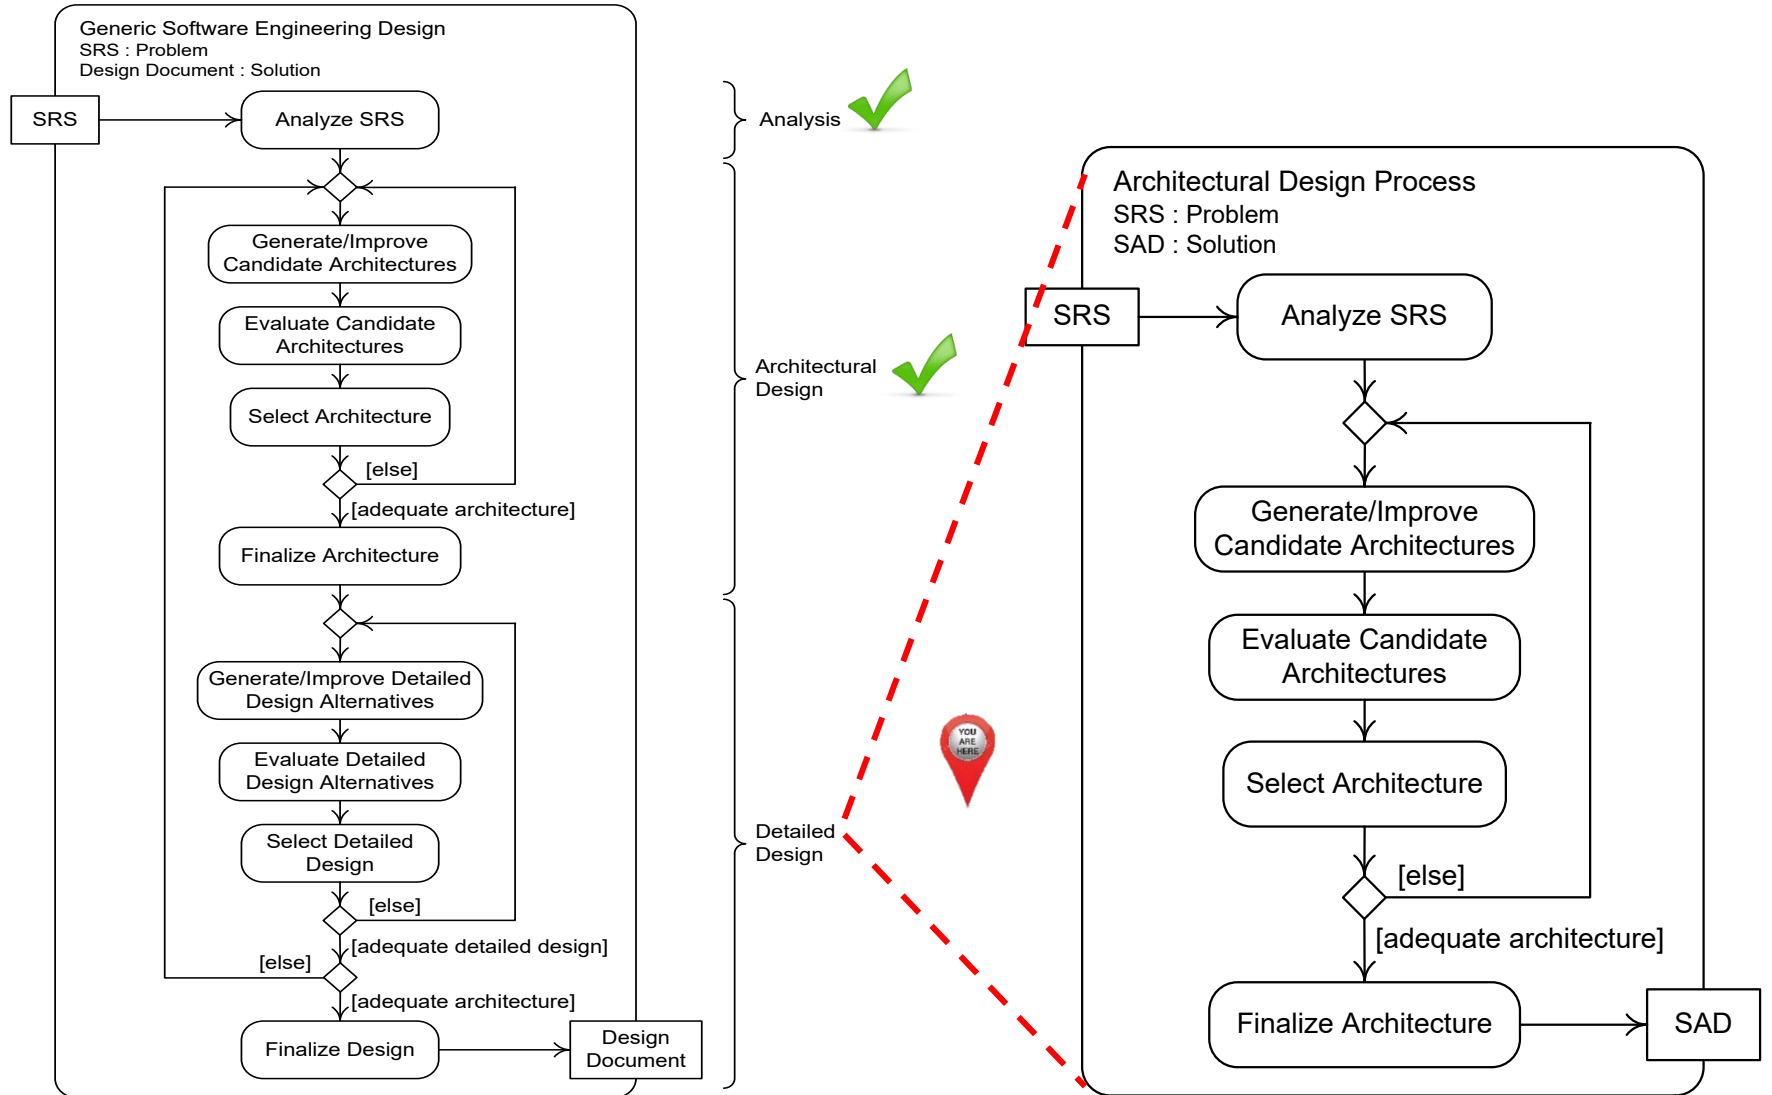 Generic Software Engineering Design
SRS : Problem
Design Document : Solution
SRS
Analyze SRS
Generate/Improve
Candidate Architectures
Evaluate Candidate
Architectures
Select Architecture
[else]
[adequate architecture]
Finalize Architecture
Generate/Improve Detailed
Design Alternatives
Evaluate Detailed
Design Alternatives
Select Detailed
Design
[else]
[adequate detailed design]
[else]
[adequate architecture]
Finalize Design
Design
Document
Analysis
Architectural
Design
Detailed
Design
YOU
ARE
HERE
Architectural Design Process
SRS : Problem
SAD : Solution
SRS
Analyze SRS
Generate/Improve
Candidate Architectures
Evaluate Candidate
Architectures
Select Architecture
[else]
[adequate architecture]
Finalize Architecture
SAD